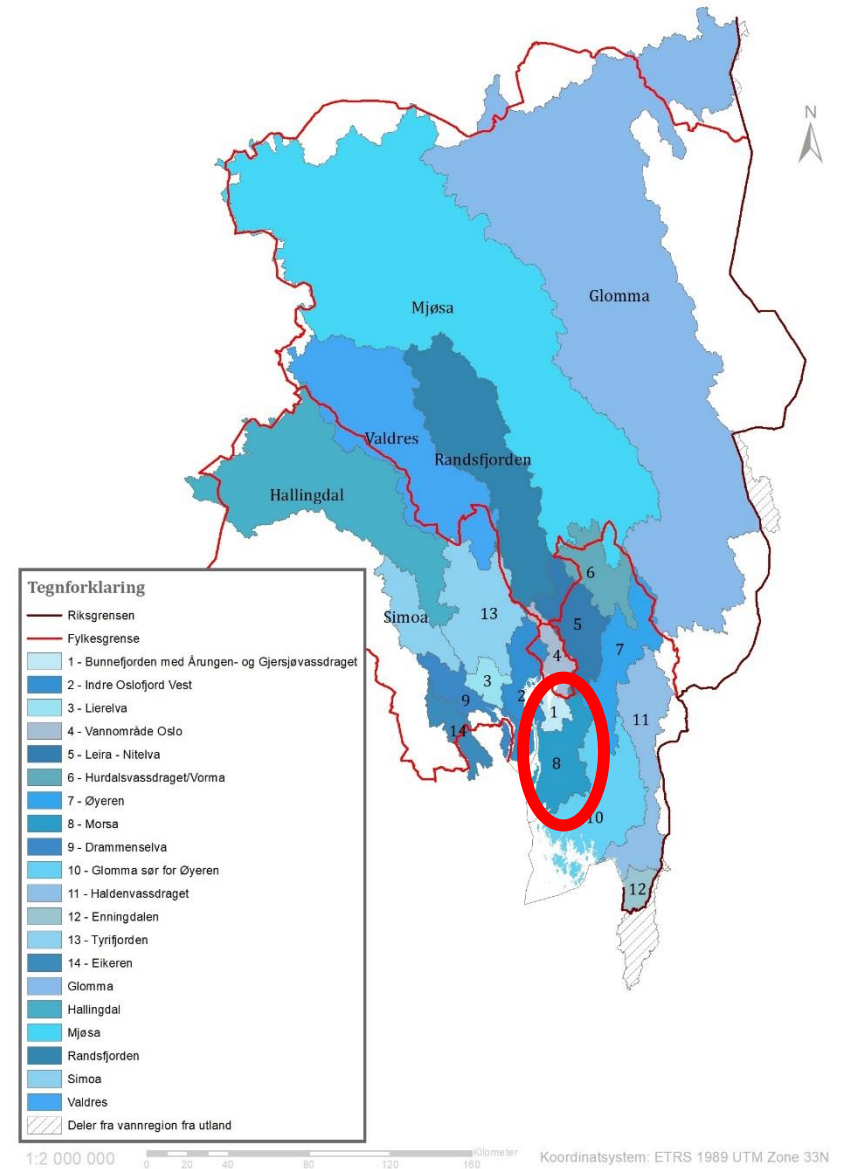 N
Glomma
Mjøsa
Valdres
Randsfjorden
Hallingdal
6
Simoa
13
5
7
4
3
2
1
9
11
14
8
10
12
Tegnforklaring
Riksgrensen
Fylkesgrense
1 - Bunnefjorden med Årungen- og Gjersjøvassdraget
2 - Indre Oslofjord Vest
3 - Lierelva
4 - Vannområde Oslo
5 - Leira - Nitelva
6 - Hurdalsvassdraget/Vorma
7 - Øyeren
8 - Morsa
9 - Drammenselva
10 - Glomma sør for Øyeren
11 - Haldenvassdraget
12 - Enningdalen
13 - Tyrifjorden
14 - Eikeren
Glomma
Hallingdal
Mjøsa
Randsfjorden
Simoa
Valdres
Deler fra vannregion fra utland
1:2 000 000
Kilometer
0 20 40 80 120 160
Koordinatsystem: ETRS 1989 UTM Zone 33N